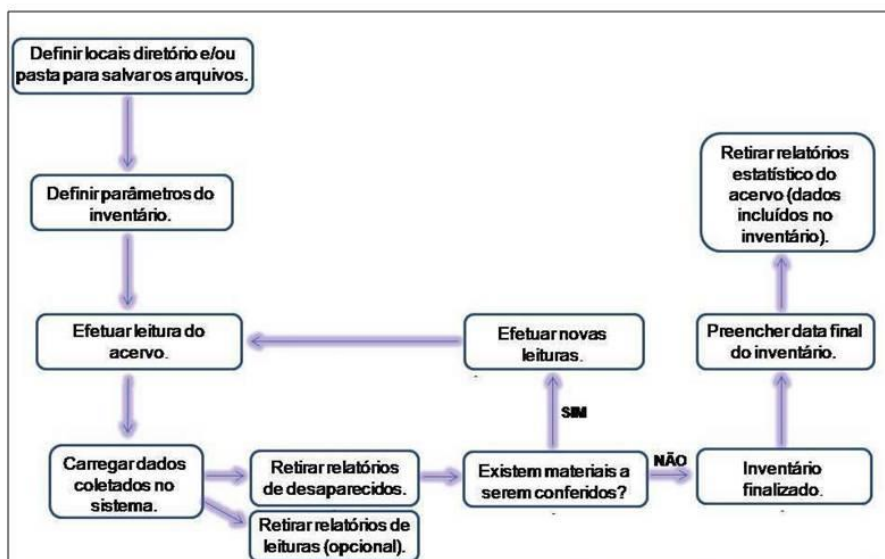 Definir locais diretório e/ou
pasta para salvar os arquivos.
Definir parâmetros do
inventário.
Efetuar leitura do
acervo.
Carregar dados
coletados no
sistema.
Retirar relatórios
de desaparecidos.
Retirar relatórios de
leituras (opcional).
Existem materiais a
serem conferidos?
SIM
Efetuar novas
leituras.
NÃO
Inventário
finalizado.
Preencher data final
do inventário.
Retirar relatórios
estatístico do
acervo (dados
incluídos no
inventário).